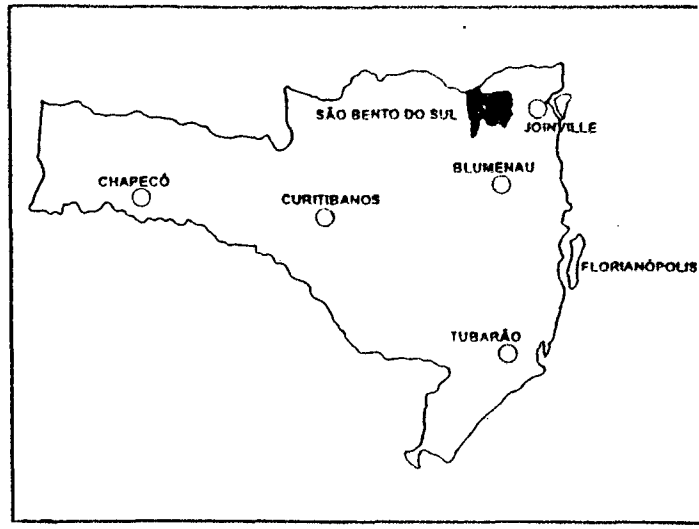 SÃO BENTO DO SUL
JOINVILLE
BLUMENAU
CHAPECÓ
CURITIBANOS
FLORIANÓPOLIS
TUBARÃO